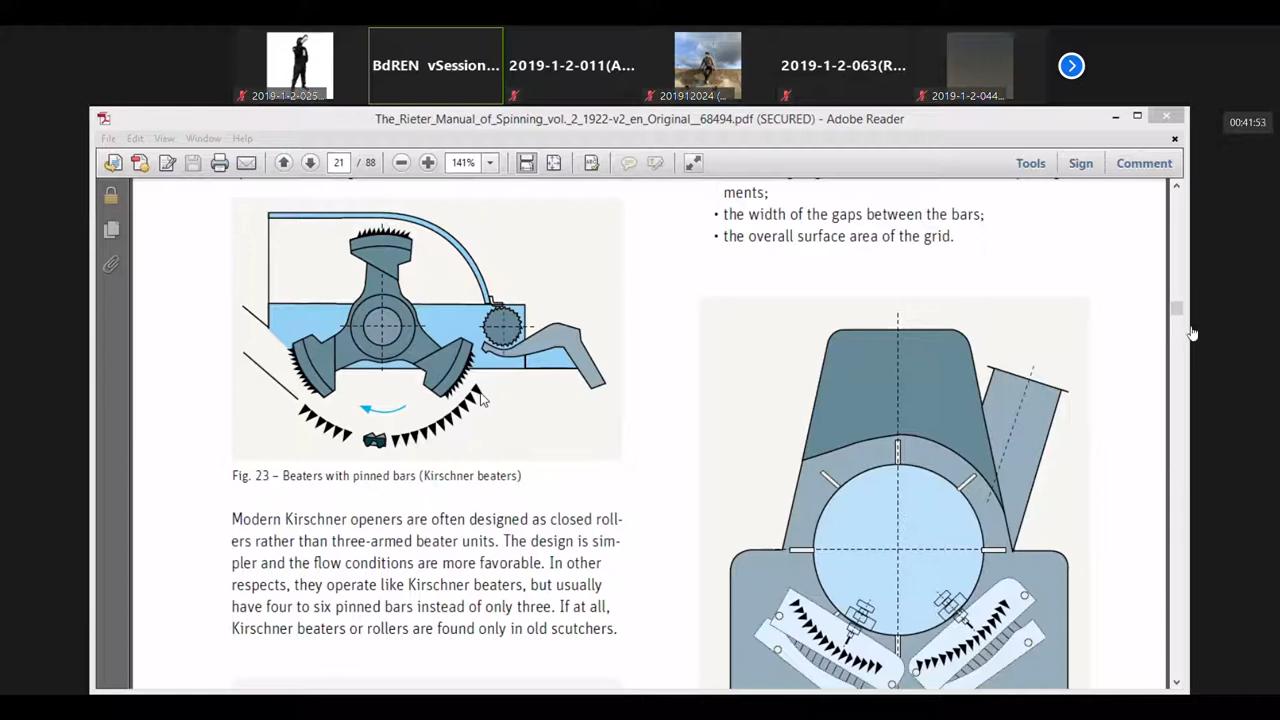 BdREN vSession...
2019-1-2-011(A...
2019-1-2-063(R...
2019-1-2-025...
201912024 (...
2019-1-2-044...
The_Rieter_Manual_of_Spinning_vol._2_1922-v2_en_Original__68494.pdf (SECURED) - Adobe Reader
00:41:53
File Edit View Window Help
21 / 88 141% Tools Sign Comment
ments;
• the width of the gaps between the bars;
• the overall surface area of the grid.
Fig. 23 – Beaters with pinned bars (Kirschner beaters)
Modern Kirschner openers are often designed as closed roll-
ers rather than three-armed beater units. The design is sim-
pler and the flow conditions are more favorable. In other
respects, they operate like Kirschner beaters, but usually
have four to six pinned bars instead of only three. If at all,
Kirschner beaters or rollers are found only in old scutchers.